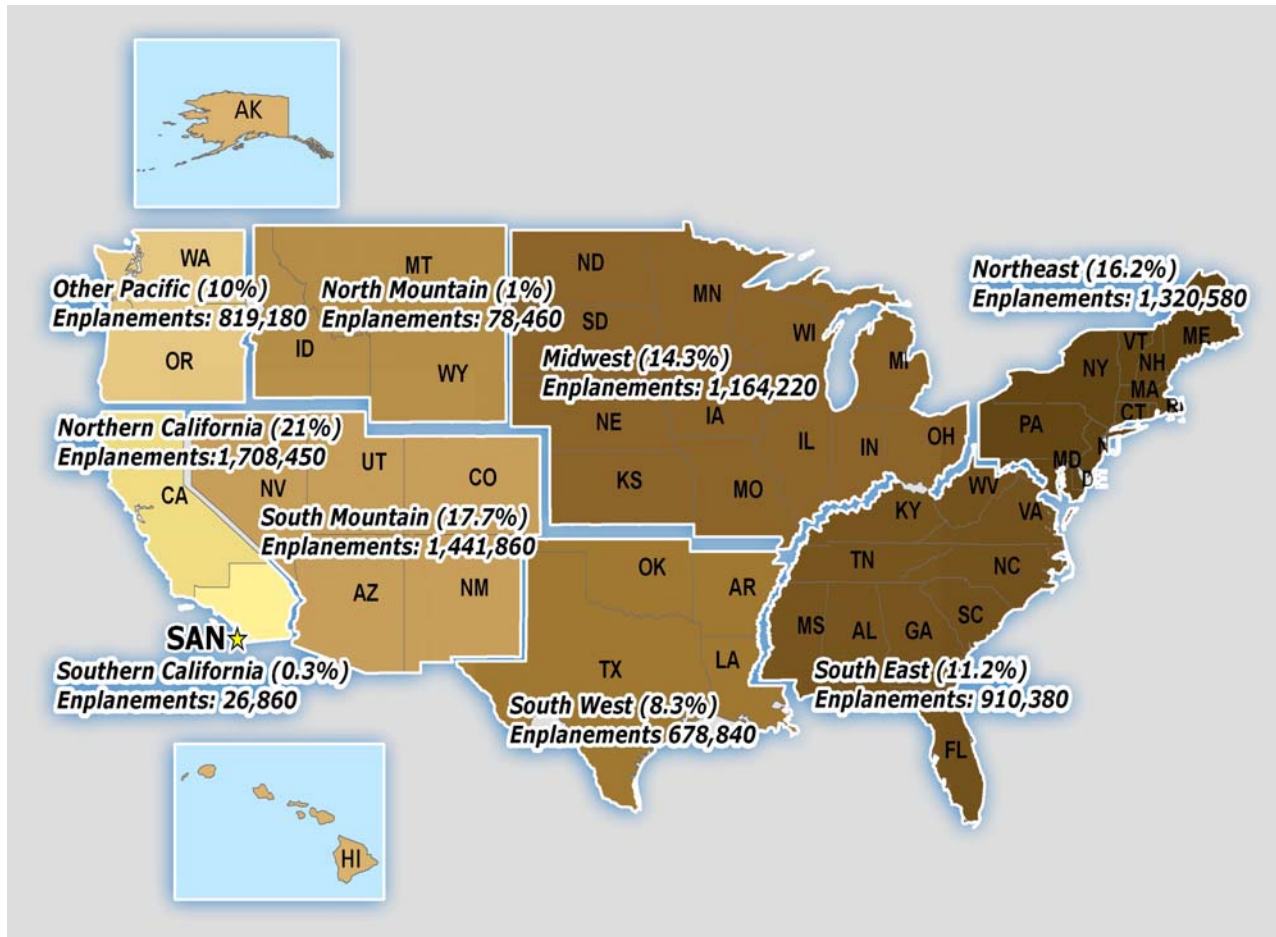 AK
WA
Other Pacific (10%)
Enplanements: 819,180
OR
MT
North Mountain (1%)
Enplanements: 78,460
ID
WY
ND
MN
SD
WI
MI
Midwest (14.3%)
Enplanements: 1,164,220
NE
IA
IL
IN
OH
KS
MO
Northeast (16.2%)
Enplanements: 1,320,580
VT
ME
NY
NH
MA
CT
PA
MD
Northern California (21%)
Enplanements:1,708,450
CA
UT
NV
CO
South Mountain (17.7%)
Enplanements: 1,441,860
AZ
NM
OK
AR
TX
LA
South West (8.3%)
Enplanements 678,840
WV
KY
VA
TN
NC
SC
MS
AL
GA
South East (11.2%)
Enplanements: 910,380
FL
SAN
Southern California (0.3%)
Enplanements: 26,860
HI